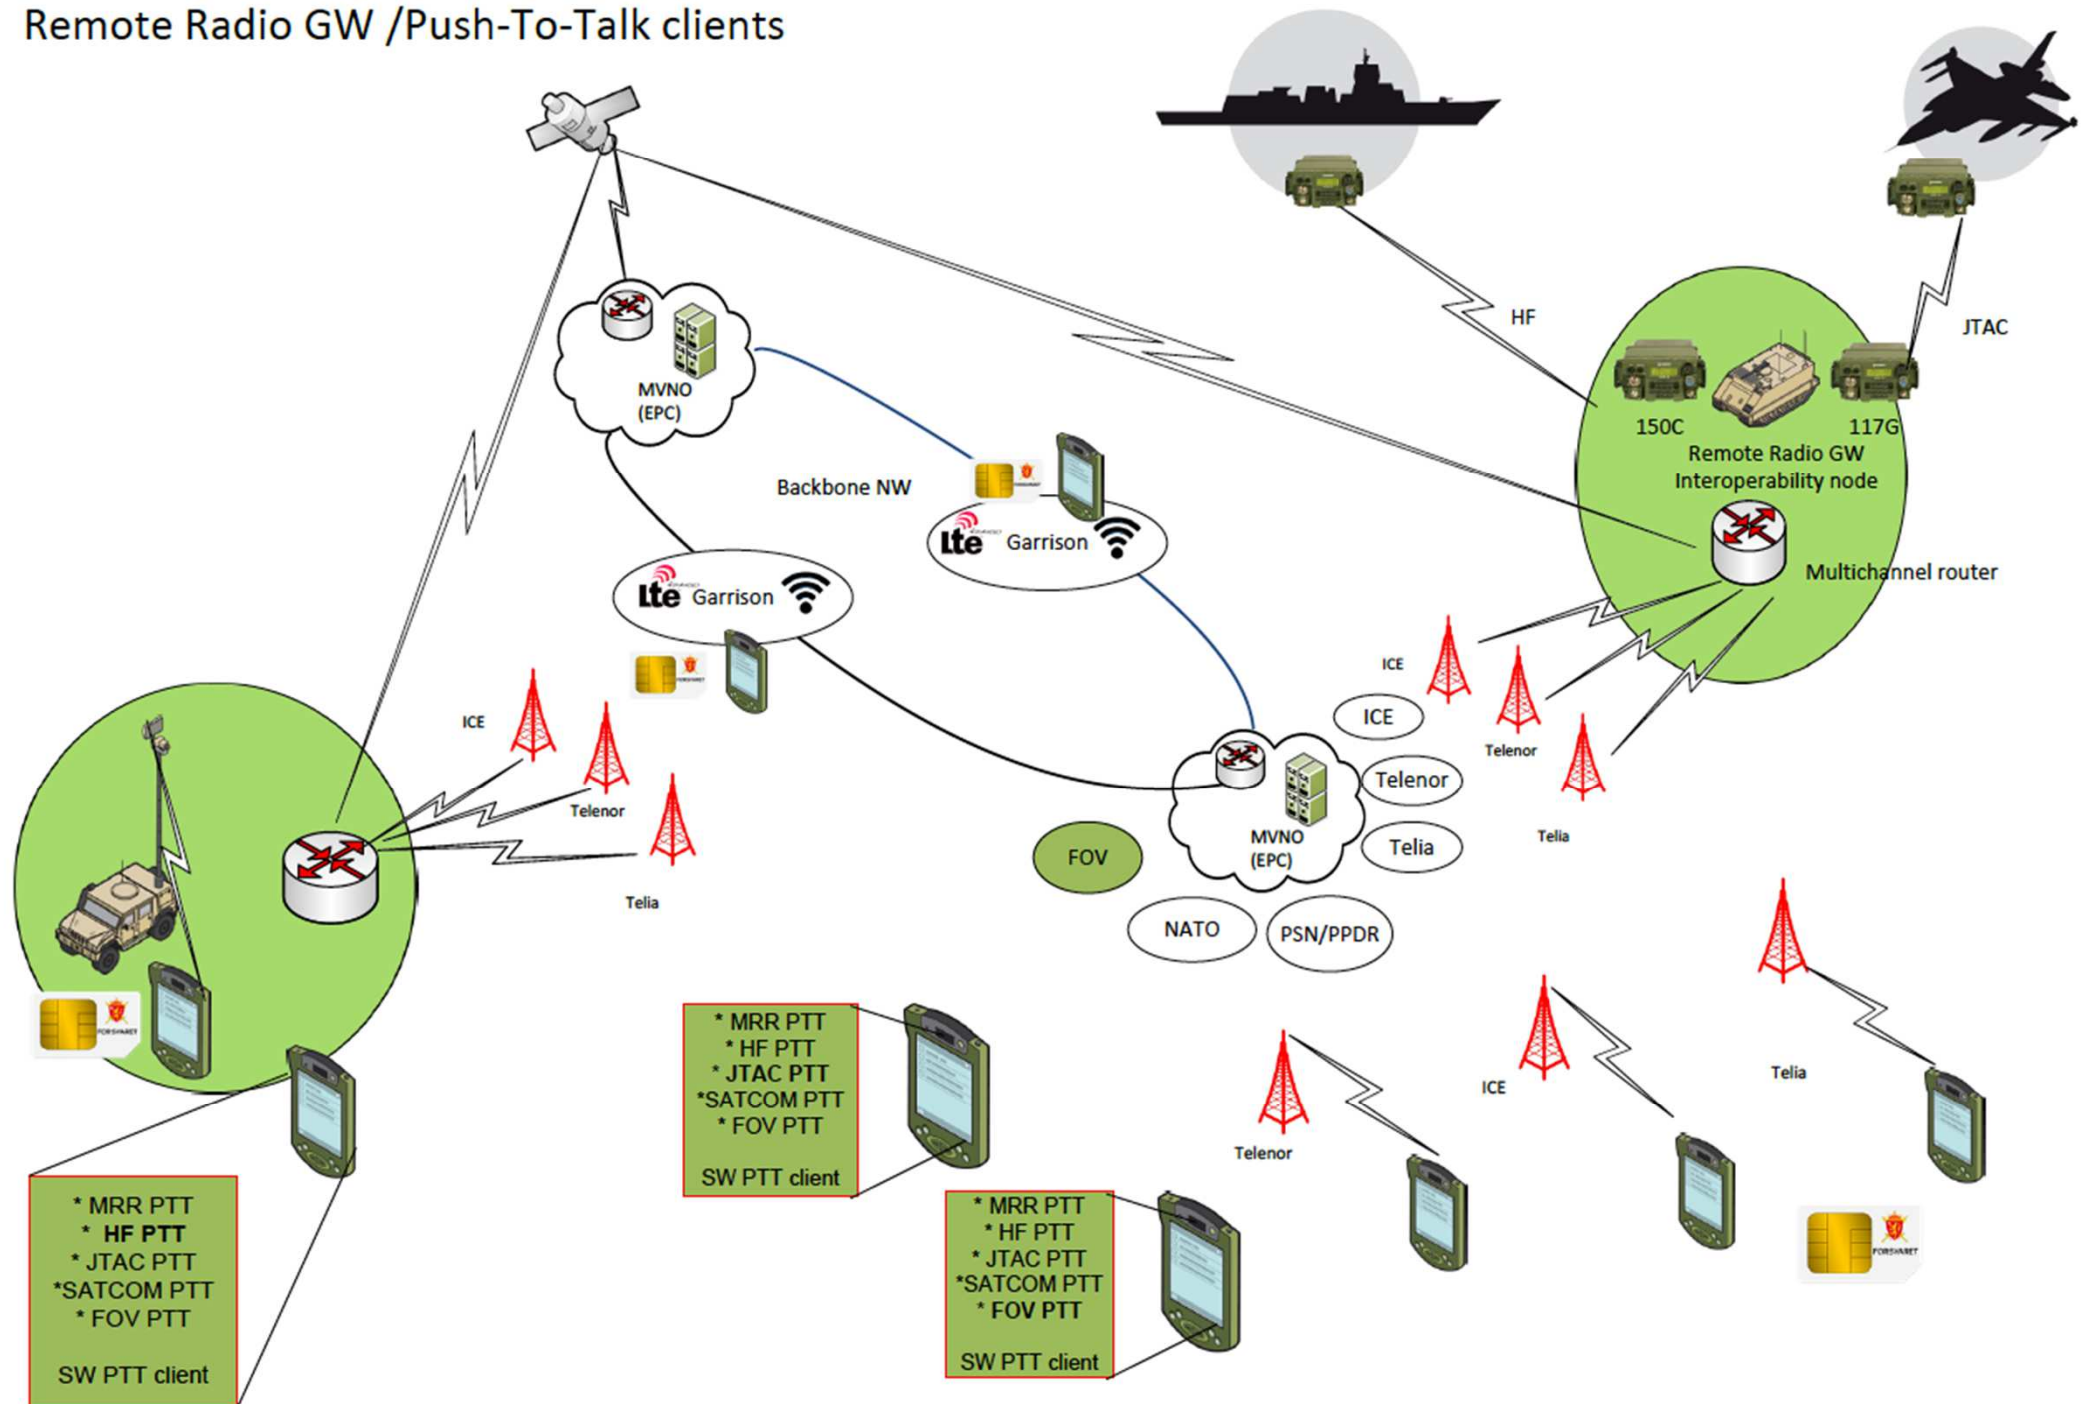 Remote Radio GW /Push-To-Talk clients
HF
JTAC
150C
117G
Remote Radio GW
Interoperability node
Multichannel router
MVNO
(EPC)
Backbone NW
Lte Garrison
Lte Garrison
FORSVARET
FORSVARET
ICE
Telenor
Telia
ICE
Telenor
Telia
ICE
Telenor
Telia
MVNO
(EPC)
FOV
NATO
PSN/PPDR
FORSVARET
* MRR PTT
* HF PTT
* JTAC PTT
*SATCOM PTT
* FOV PTT
SW PTT client
* MRR PTT
* HF PTT
* JTAC PTT
*SATCOM PTT
* FOV PTT
SW PTT client
* MRR PTT
* HF PTT
* JTAC PTT
*SATCOM PTT
* FOV PTT
SW PTT client
Telenor
ICE
Telia
FORSVARET